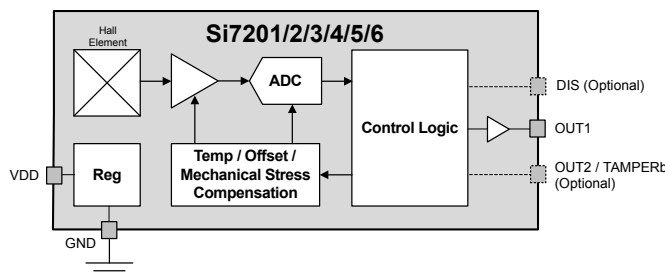 Si7201/2/3/4/5/6
Hall
Element
ADC
Control Logic
DIS (Optional)
OUT1
OUT2 / TAMPERb
(Optional)
Temp / Offset /
Mechanical Stress
Compensation
VDD
Reg
GND